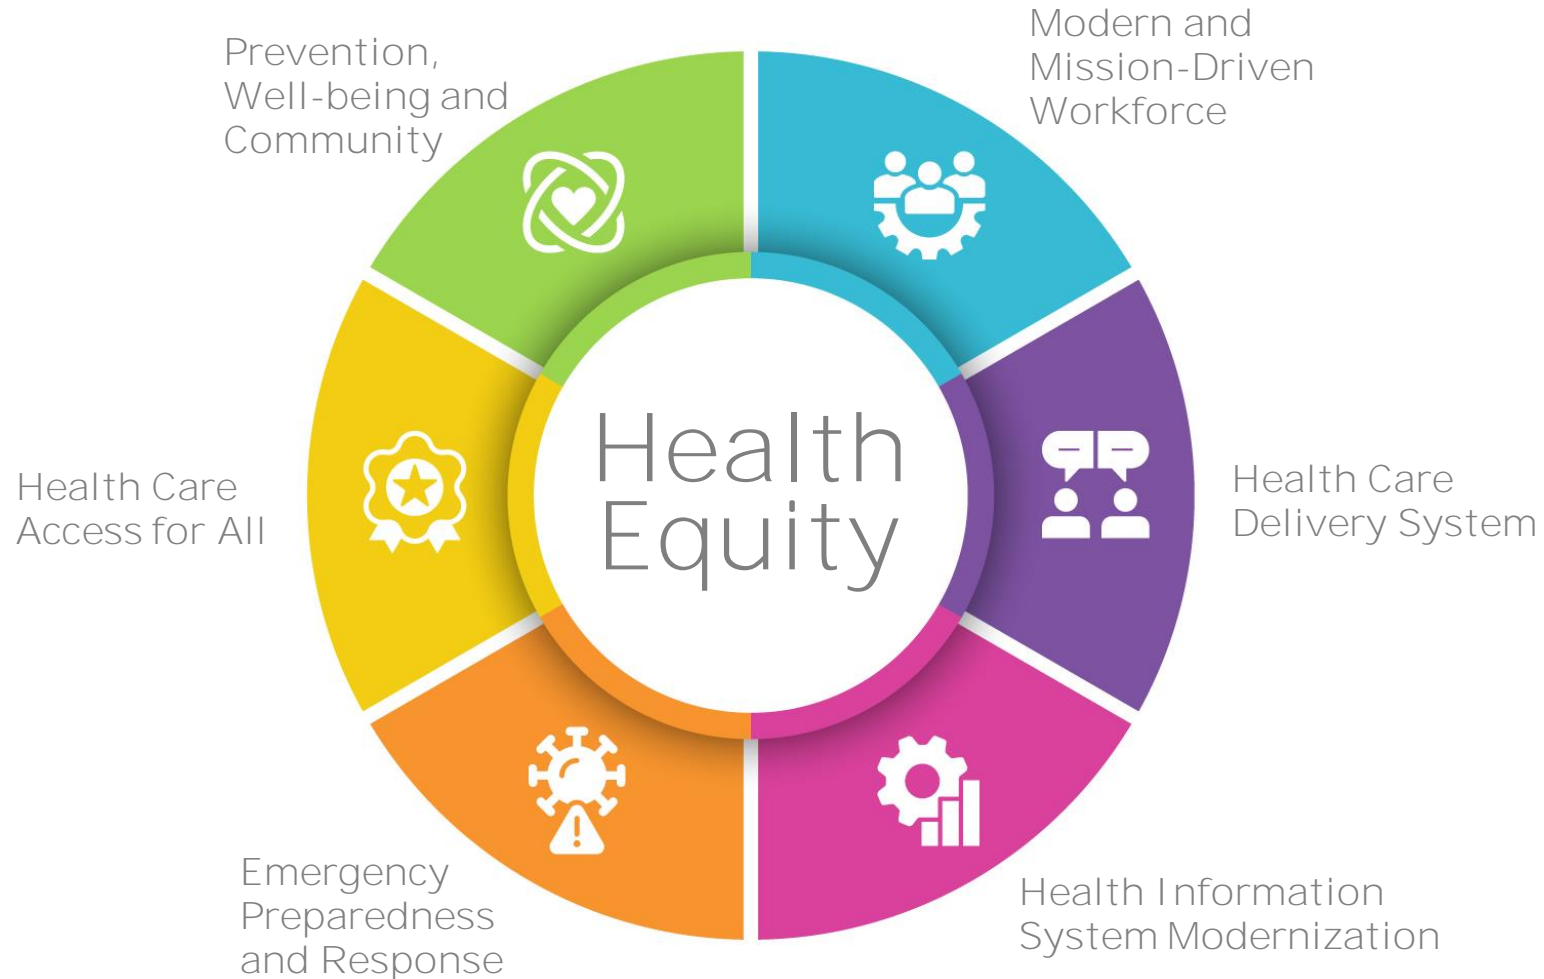 Prevention,
Well-being and
Community
Modern and
Mission-Driven
Workforce
Health Care
Access for All
Health
Equity
Health Care
Delivery System
Emergency
Preparedness
and Response
Health Information
System Modernization